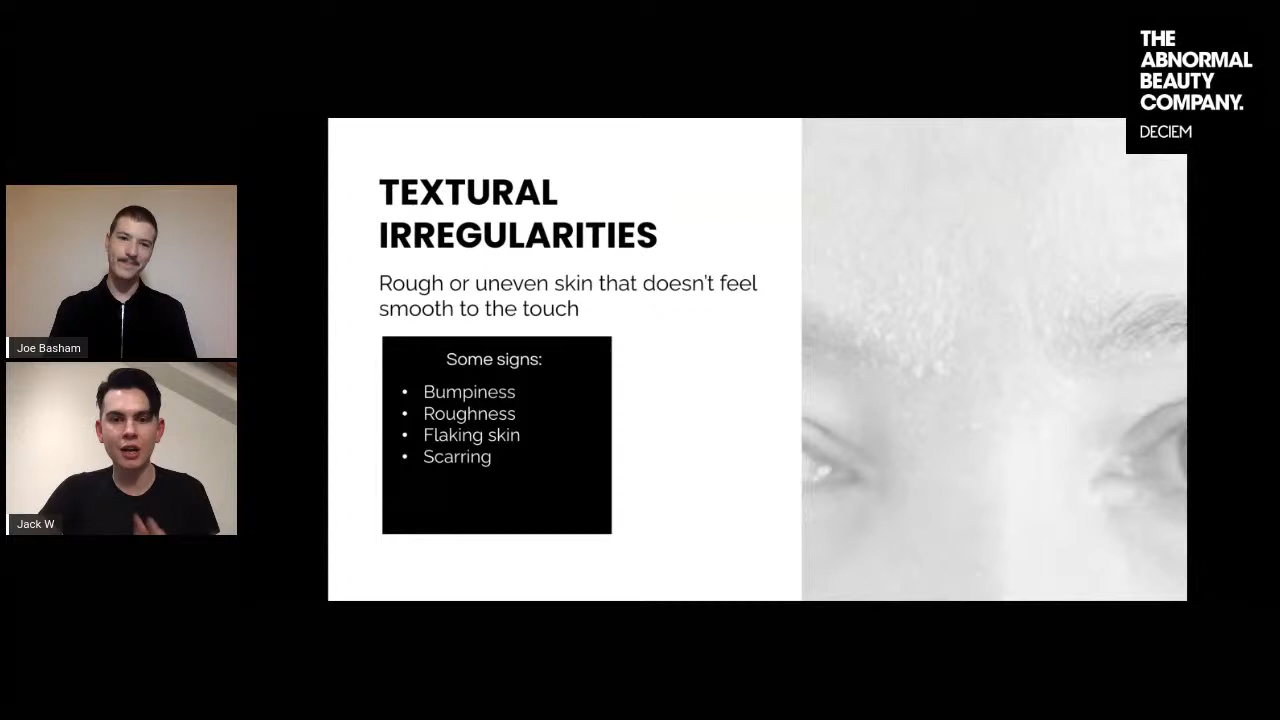 THE
ABNORMAL
BEAUTY
COMPANY.
DECIEM
TEXTURAL
IRREGULARITIES
Rough or uneven skin that doesn't feel
smooth to the touch
Some signs:
• Bumpiness
• Roughness
• Flaking skin
• Scarring
Joe Basham
Jack W